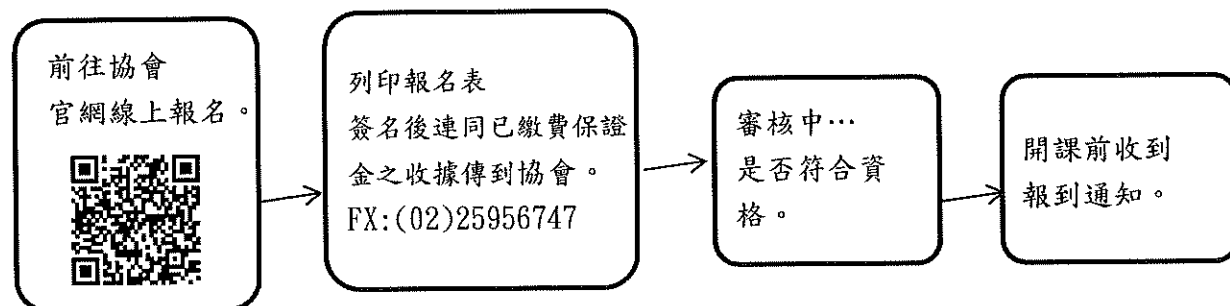 前往協會
官網線上報名。
列印報名表
簽名後連同已繳費保證
金之收據傳到協會。
FX:(02)25956747
審核中…
是否符合資
格。
開課前收到
報到通知。